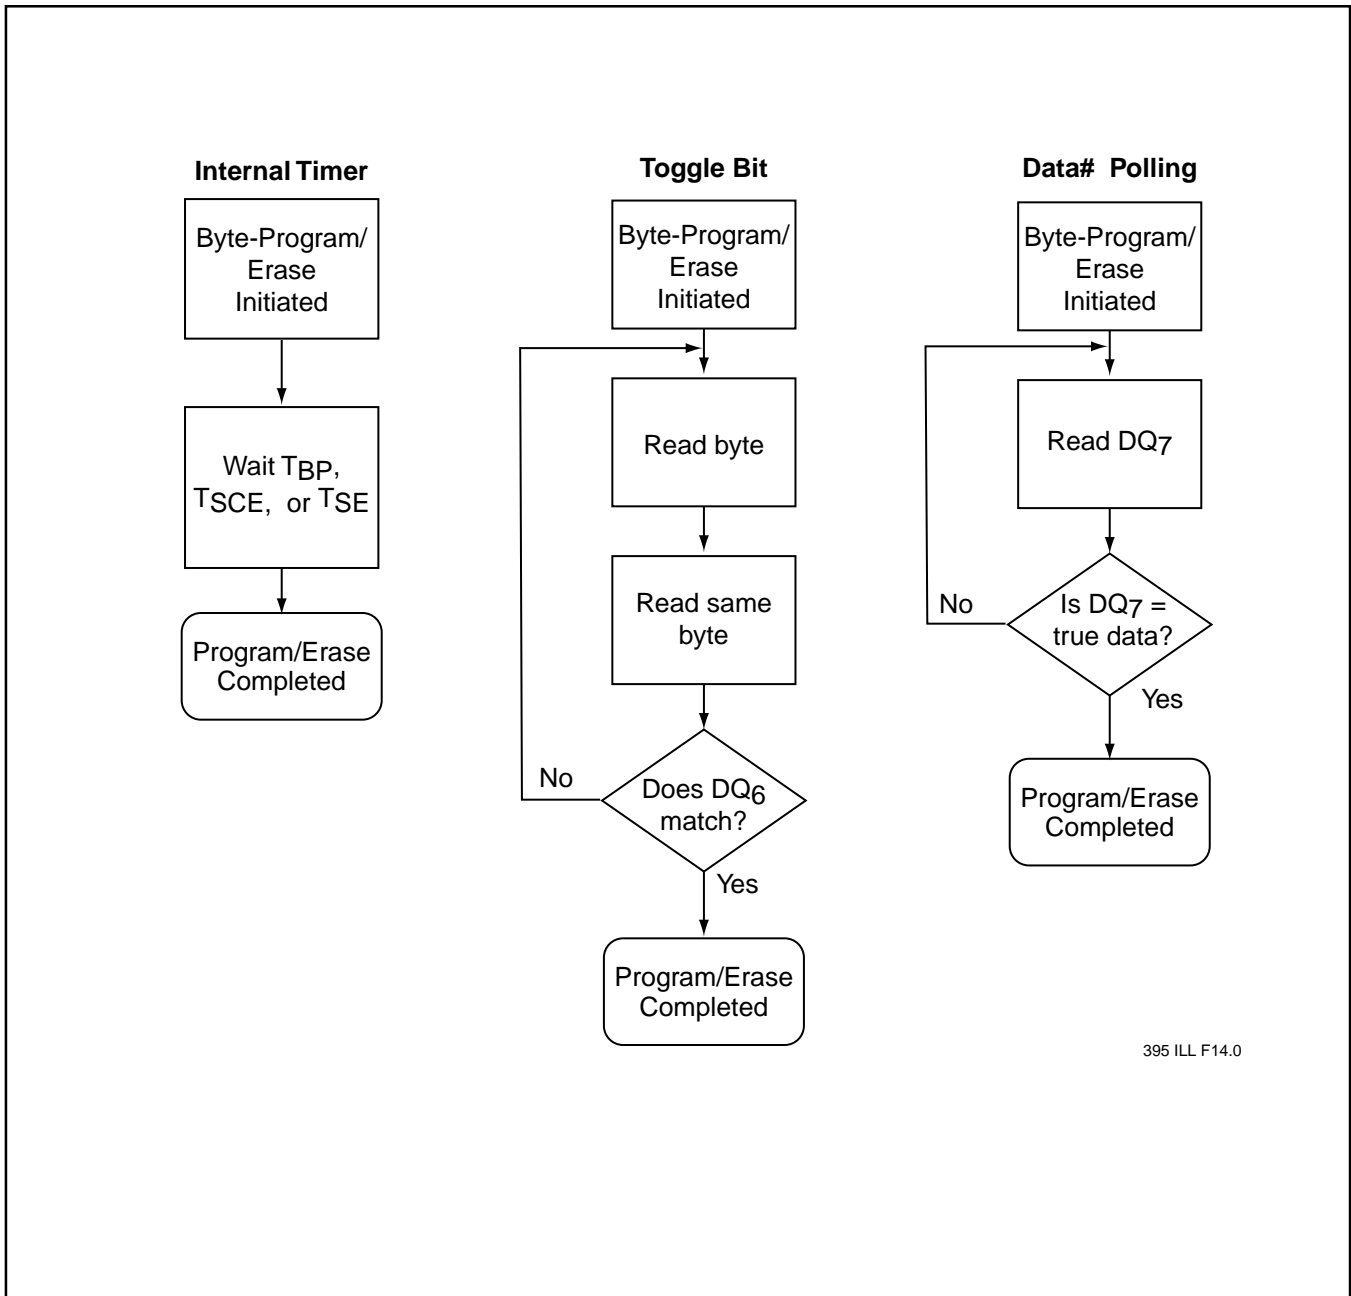 Internal Timer
Byte-Program/
Erase
Initiated
Wait TBP,
TSCE, or TSE
Program/Erase
Completed
Toggle Bit
Byte-Program/
Erase
Initiated
Read byte
Read same
byte
No
Does DQ6
match?
Yes
Program/Erase
Completed
Data# Polling
Byte-Program/
Erase
Initiated
Read DQ7
No
Is DQ7 =
true data?
Yes
Program/Erase
Completed
395 ILL F14.0